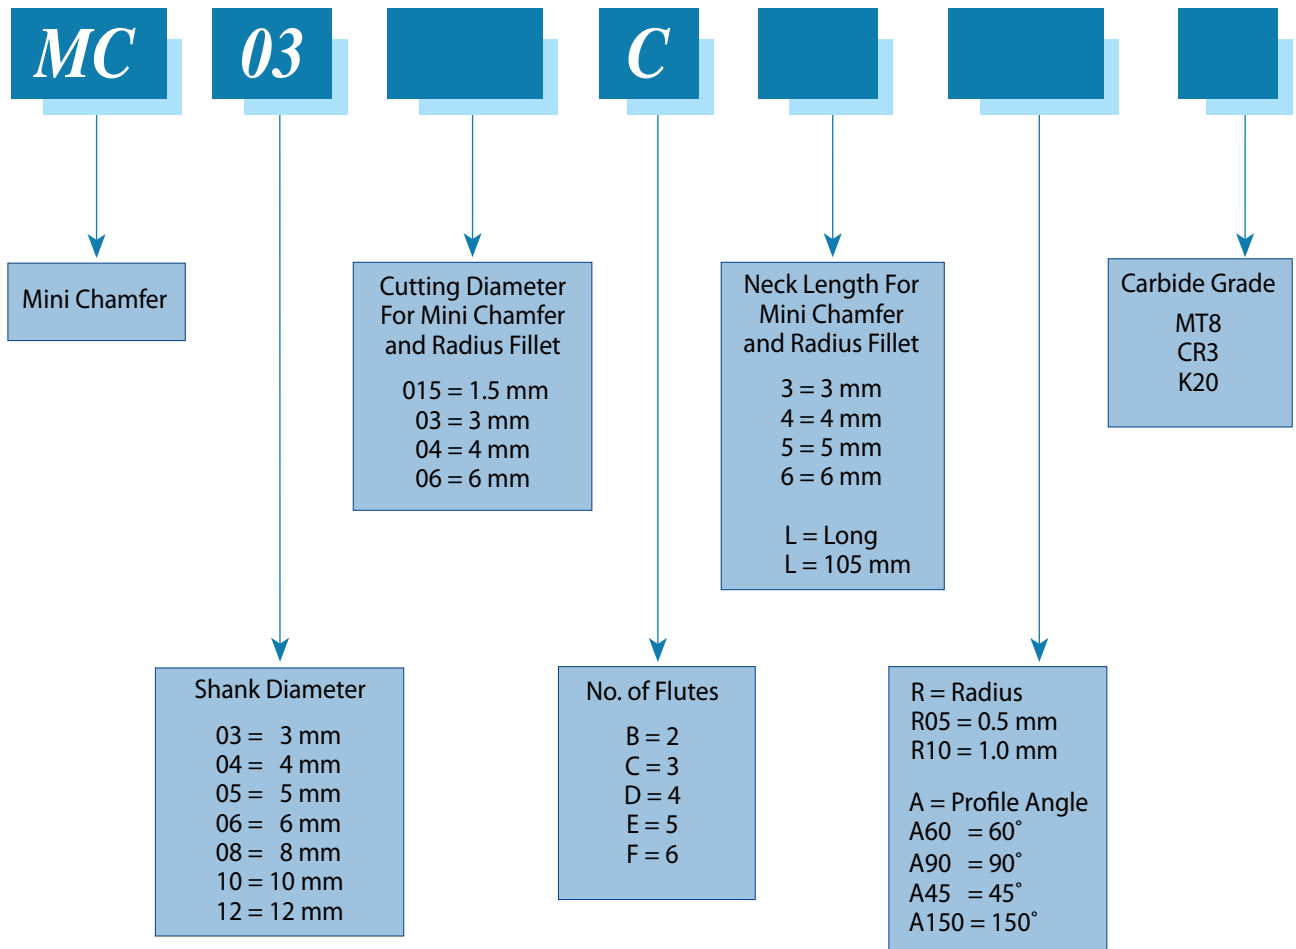 MC 03 C
Mini Chamfer
Cutting Diameter
For Mini Chamfer
and Radius Fillet
015 = 1.5 mm
03 = 3 mm
04 = 4 mm
06 = 6 mm
Neck Length For
Mini Chamfer
and Radius Fillet
3 = 3 mm
4 = 4 mm
5 = 5 mm
6 = 6 mm
L = Long
L = 105 mm
Carbide Grade
MT8
CR3
K20
Shank Diameter
03 = 3 mm
04 = 4 mm
05 = 5 mm
06 = 6 mm
08 = 8 mm
10 = 10 mm
12 = 12 mm
No. of Flutes
B = 2
C = 3
D = 4
E = 5
F = 6
R = Radius
R05 = 0.5 mm
R10 = 1.0 mm
A = Profile Angle
A60 = 60˚
A90 = 90˚
A45 = 45˚
A150 = 150˚